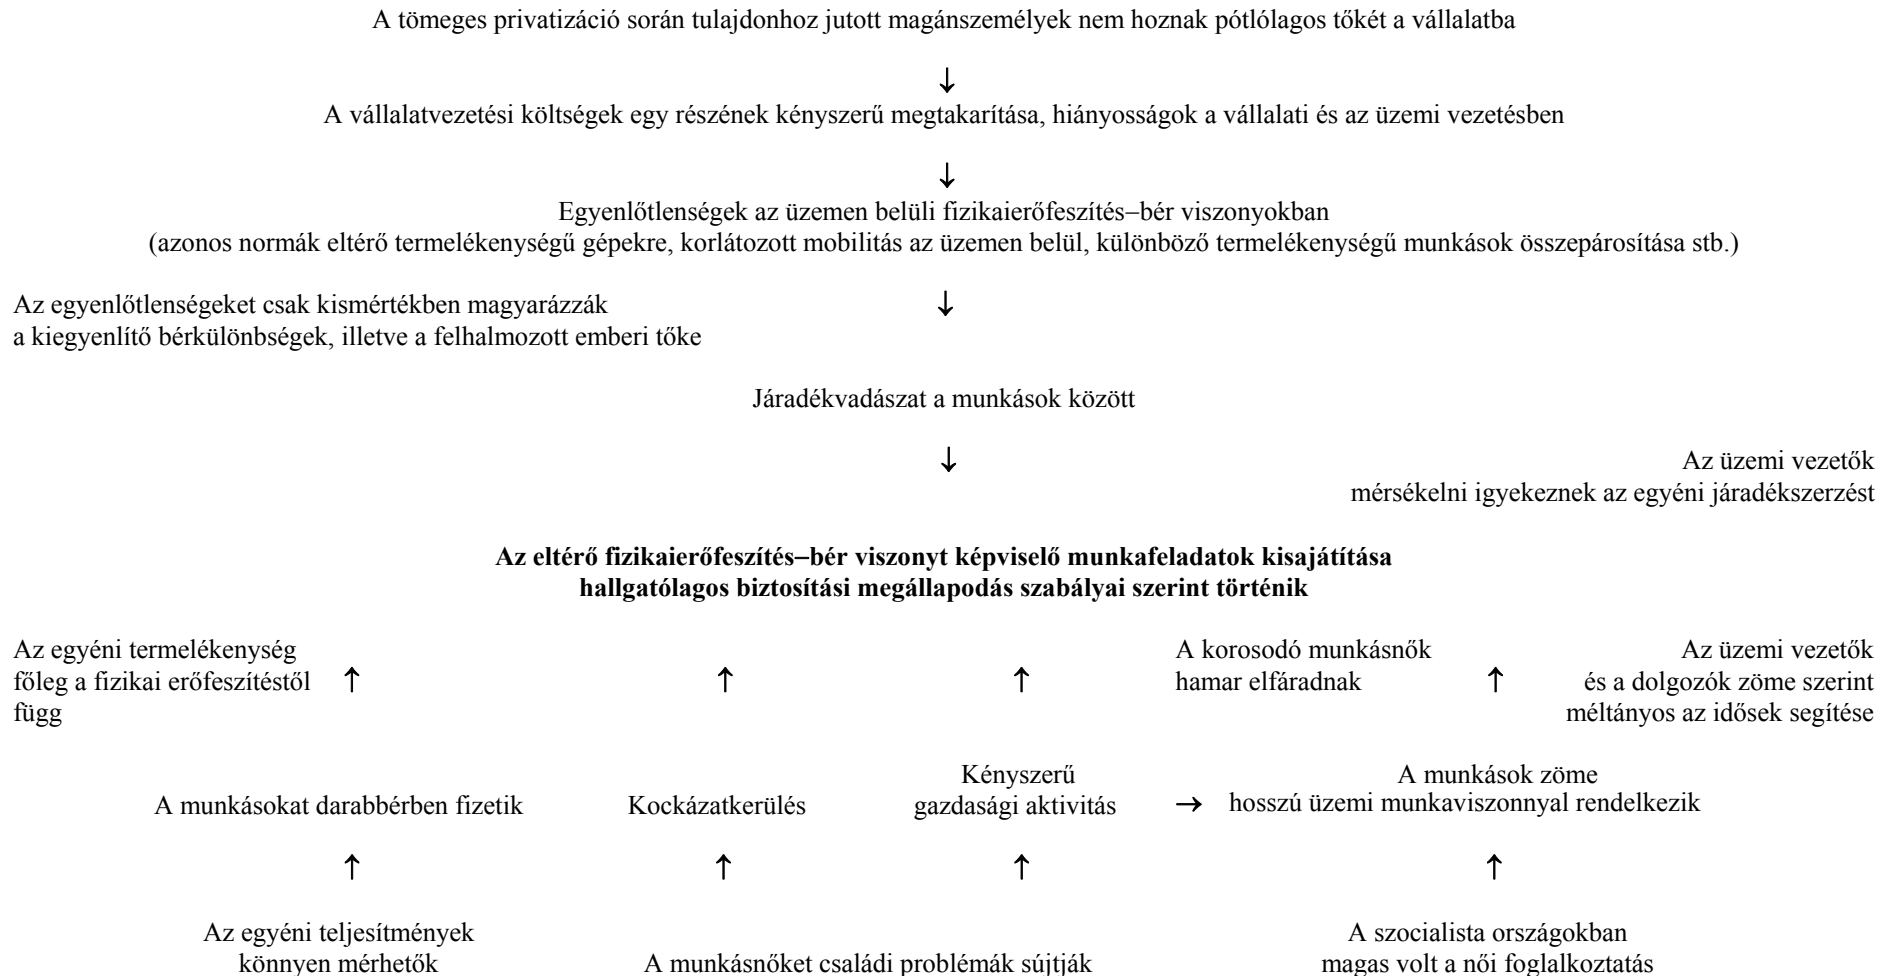 A tömeges privatizáció során tulajdonhoz jutott magánszemélyek nem hoznak pótlólagos tőkét a vállalatba
↓
A vállalatvezetési költségek egy részének kényszerű megtakarítása, hiányosságok a vállalati és az üzemi vezetésben
↓
Egyenlőtlenségek az üzemen belüli fizikaierőfeszítés–bér viszonyokban
(azonos normák eltérő termelékenységű gépekre, korlátozott mobilitás az üzemen belül, különböző termelékenységű munkások összepárosítása stb.)
Az egyenlőtlenségeket csak kismértékben magyarázzák
a kiegyenlítő bérkülönbségek, illetve a felhalmozott emberi tőke
↓
Járadékvadászat a munkások között
↓
Az üzemi vezetők
mérsékelni igyekeznek az egyéni járadékszerzést
Az eltérő fizikaierőfeszítés–bér viszonyt képviselő munkafeladatok kisajátítása
hallgatólagos biztosítási megállapodás szabályai szerint történik
Az egyéni termelékenység
főleg a fizikai erőfeszítéstől
függ
↑
↑
↑
A korosodó munkásnők
hamar elfáradnak
↑
Az üzemi vezetők
és a dolgozók zöme szerint
méltányos az idősek segítése
A munkásokat darabbérben fizetik
Kockázatkerülés
Kényszerű
gazdasági aktivitás
→
A munkások zöme
hosszú üzemi munkaviszonnyal rendelkezik
↑
↑
↑
↑
Az egyéni teljesítmények
könnyen mérhetők
A munkásnőket családi problémák sújtják
A szocialista országokban
magas volt a női foglalkoztatás